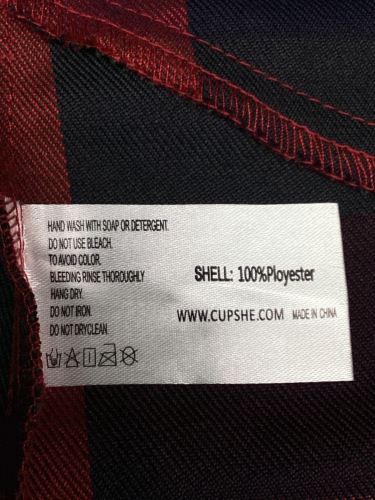 HAND WASH WITH SOAP OR DETERGENT.
DO NOT USE BLEACH.
TO AVOID COLOR.
BLEEDING RINSE THOROUGHLY
HANG DRY.
DO NOT IRON.
DO NOT DRYCLEAN.
SHELL: 100%Ployester
WWW.CUPSHE.COM MADE IN CHINA